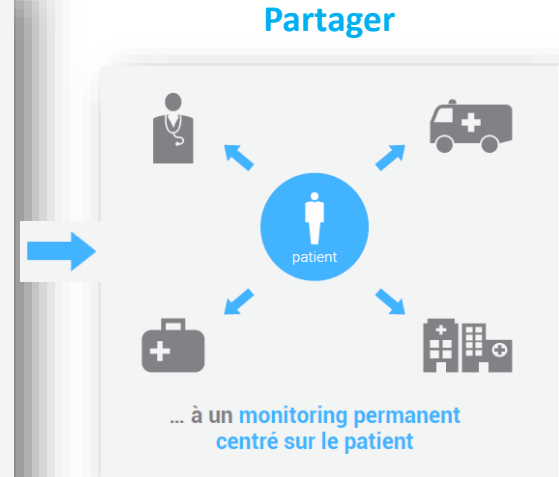 Partager
patient
... à un monitoring permanent
centré sur le patient